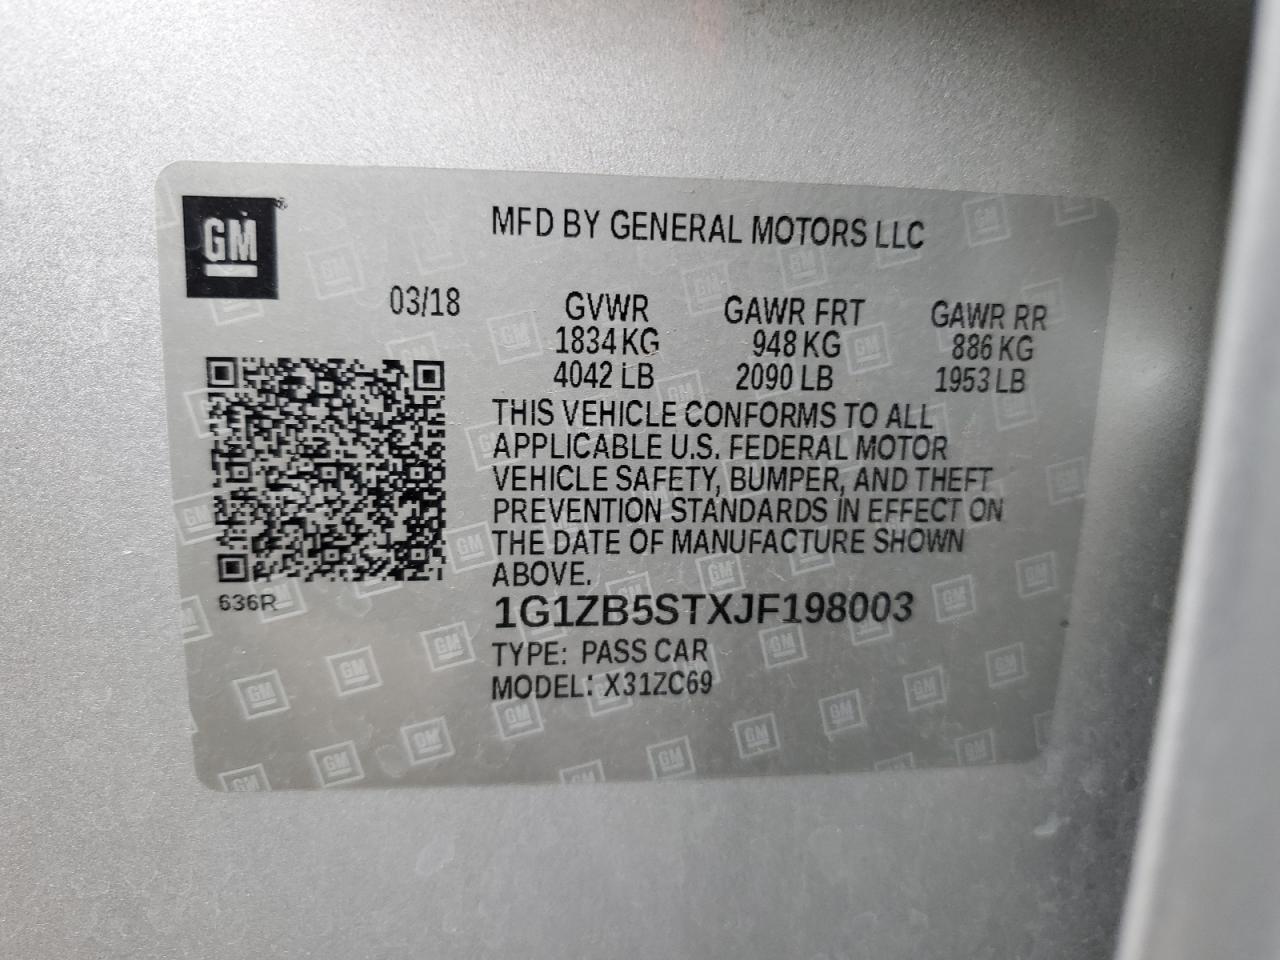 GM
MFD BY GENERAL MOTORS LLC
03/18
GVWR GAWR FRT GAWR RR
1834 KG 948 KG 886 KG
4042 LB 2090 LB 1953 LB
THIS VEHICLE CONFORMS TO ALL
APPLICABLE U.S. FEDERAL MOTOR
VEHICLE SAFETY, BUMPER, AND THEFT
PREVENTION STANDARDS IN EFFECT ON
THE DATE OF MANUFACTURE SHOWN
ABOVE.
636R
1G1ZB5STXJF198003
TYPE: PASS CAR
MODEL: X31ZC69